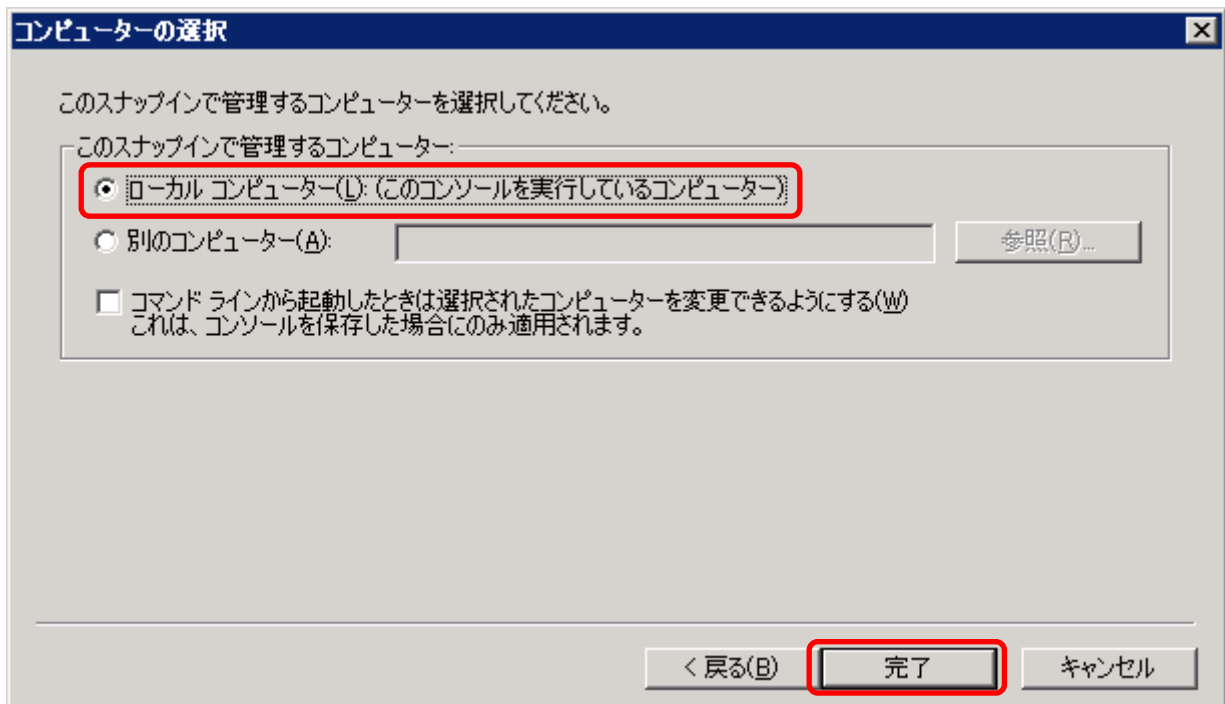 コンピューターの選択
このスナップインで管理するコンピューターを選択してください。
このスナップインで管理するコンピューター:
ローカル コンピューター(L): (このコンソールを実行しているコンピューター)
別のコンピューター(A):
参照(R)...
コマンド ラインから起動したときは選択されたコンピューターを変更できるようにする(W)
これは、コンソールを保存した場合にのみ適用されます。
< 戻る(B)
完了
キャンセル